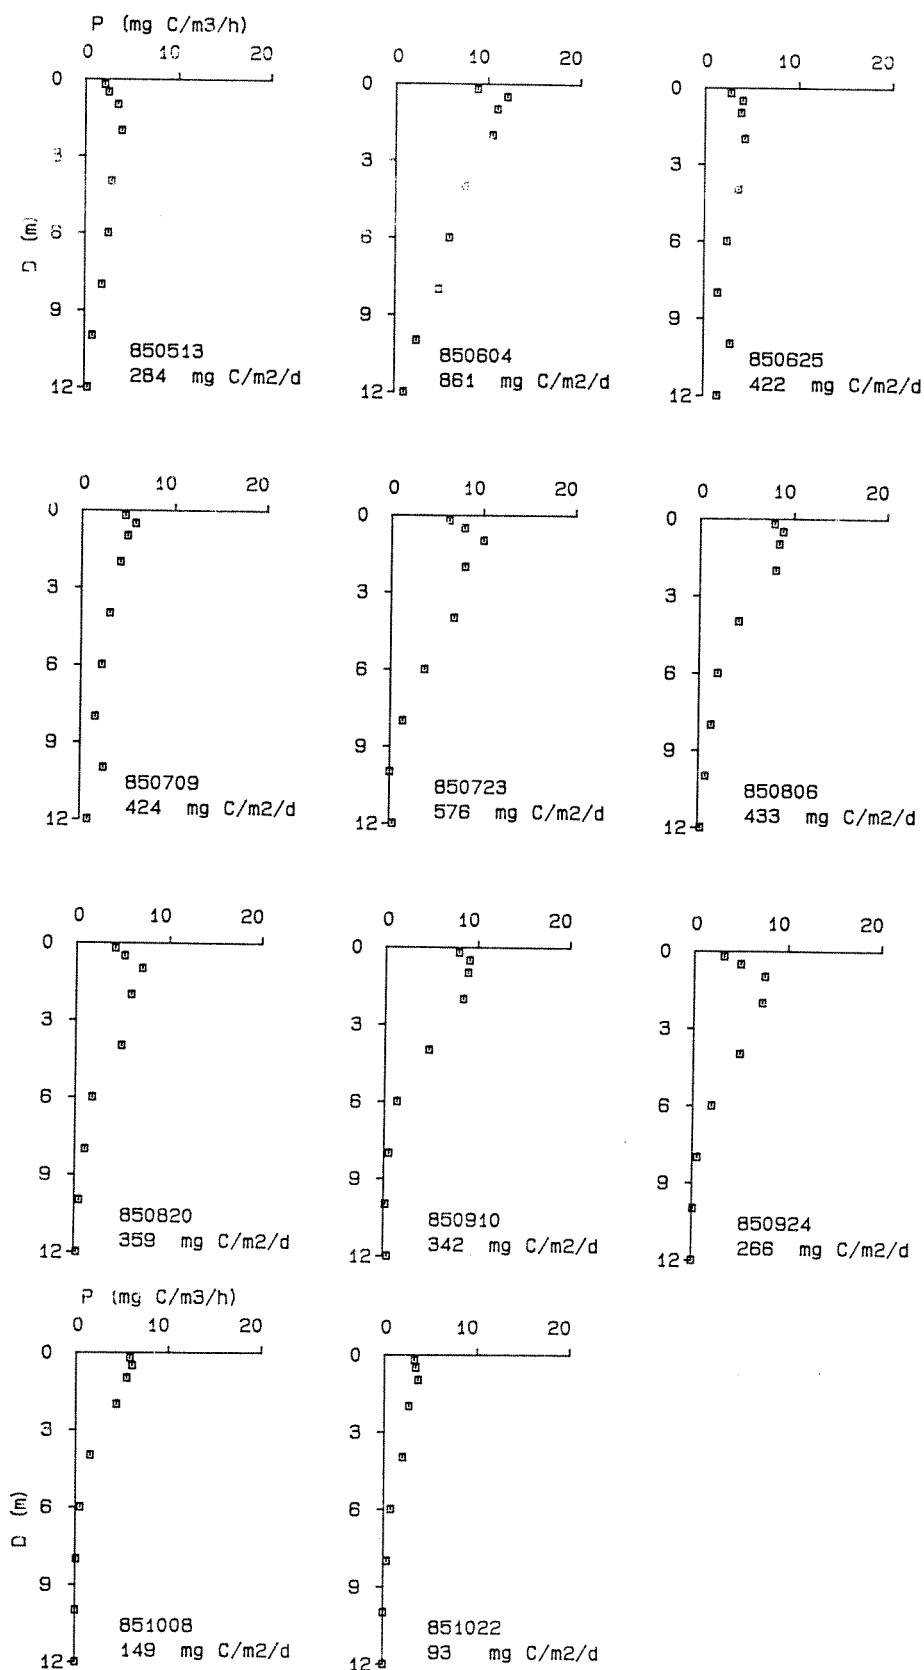 P (mg C/m3/h)
0 10 20
0 10 20
0 10 20
0
3
6
9
12
D (m)
850513
284 mg C/m2/d
0
3
6
9
12
850604
861 mg C/m2/d
0
3
6
9
12
850625
422 mg C/m2/d
0 10 20
0 10 20
0 10 20
0
3
6
9
12
850709
424 mg C/m2/d
0
3
6
9
12
850723
576 mg C/m2/d
0
3
6
9
12
850806
433 mg C/m2/d
0 10 20
0 10 20
0 10 20
0
3
6
9
12
850820
359 mg C/m2/d
0
3
6
9
12
850910
342 mg C/m2/d
0
3
6
9
12
850924
266 mg C/m2/d
P (mg C/m3/h)
0 10 20
0 10 20
0
3
6
9
12
D (m)
851008
149 mg C/m2/d
0
3
6
9
12
851022
93 mg C/m2/d